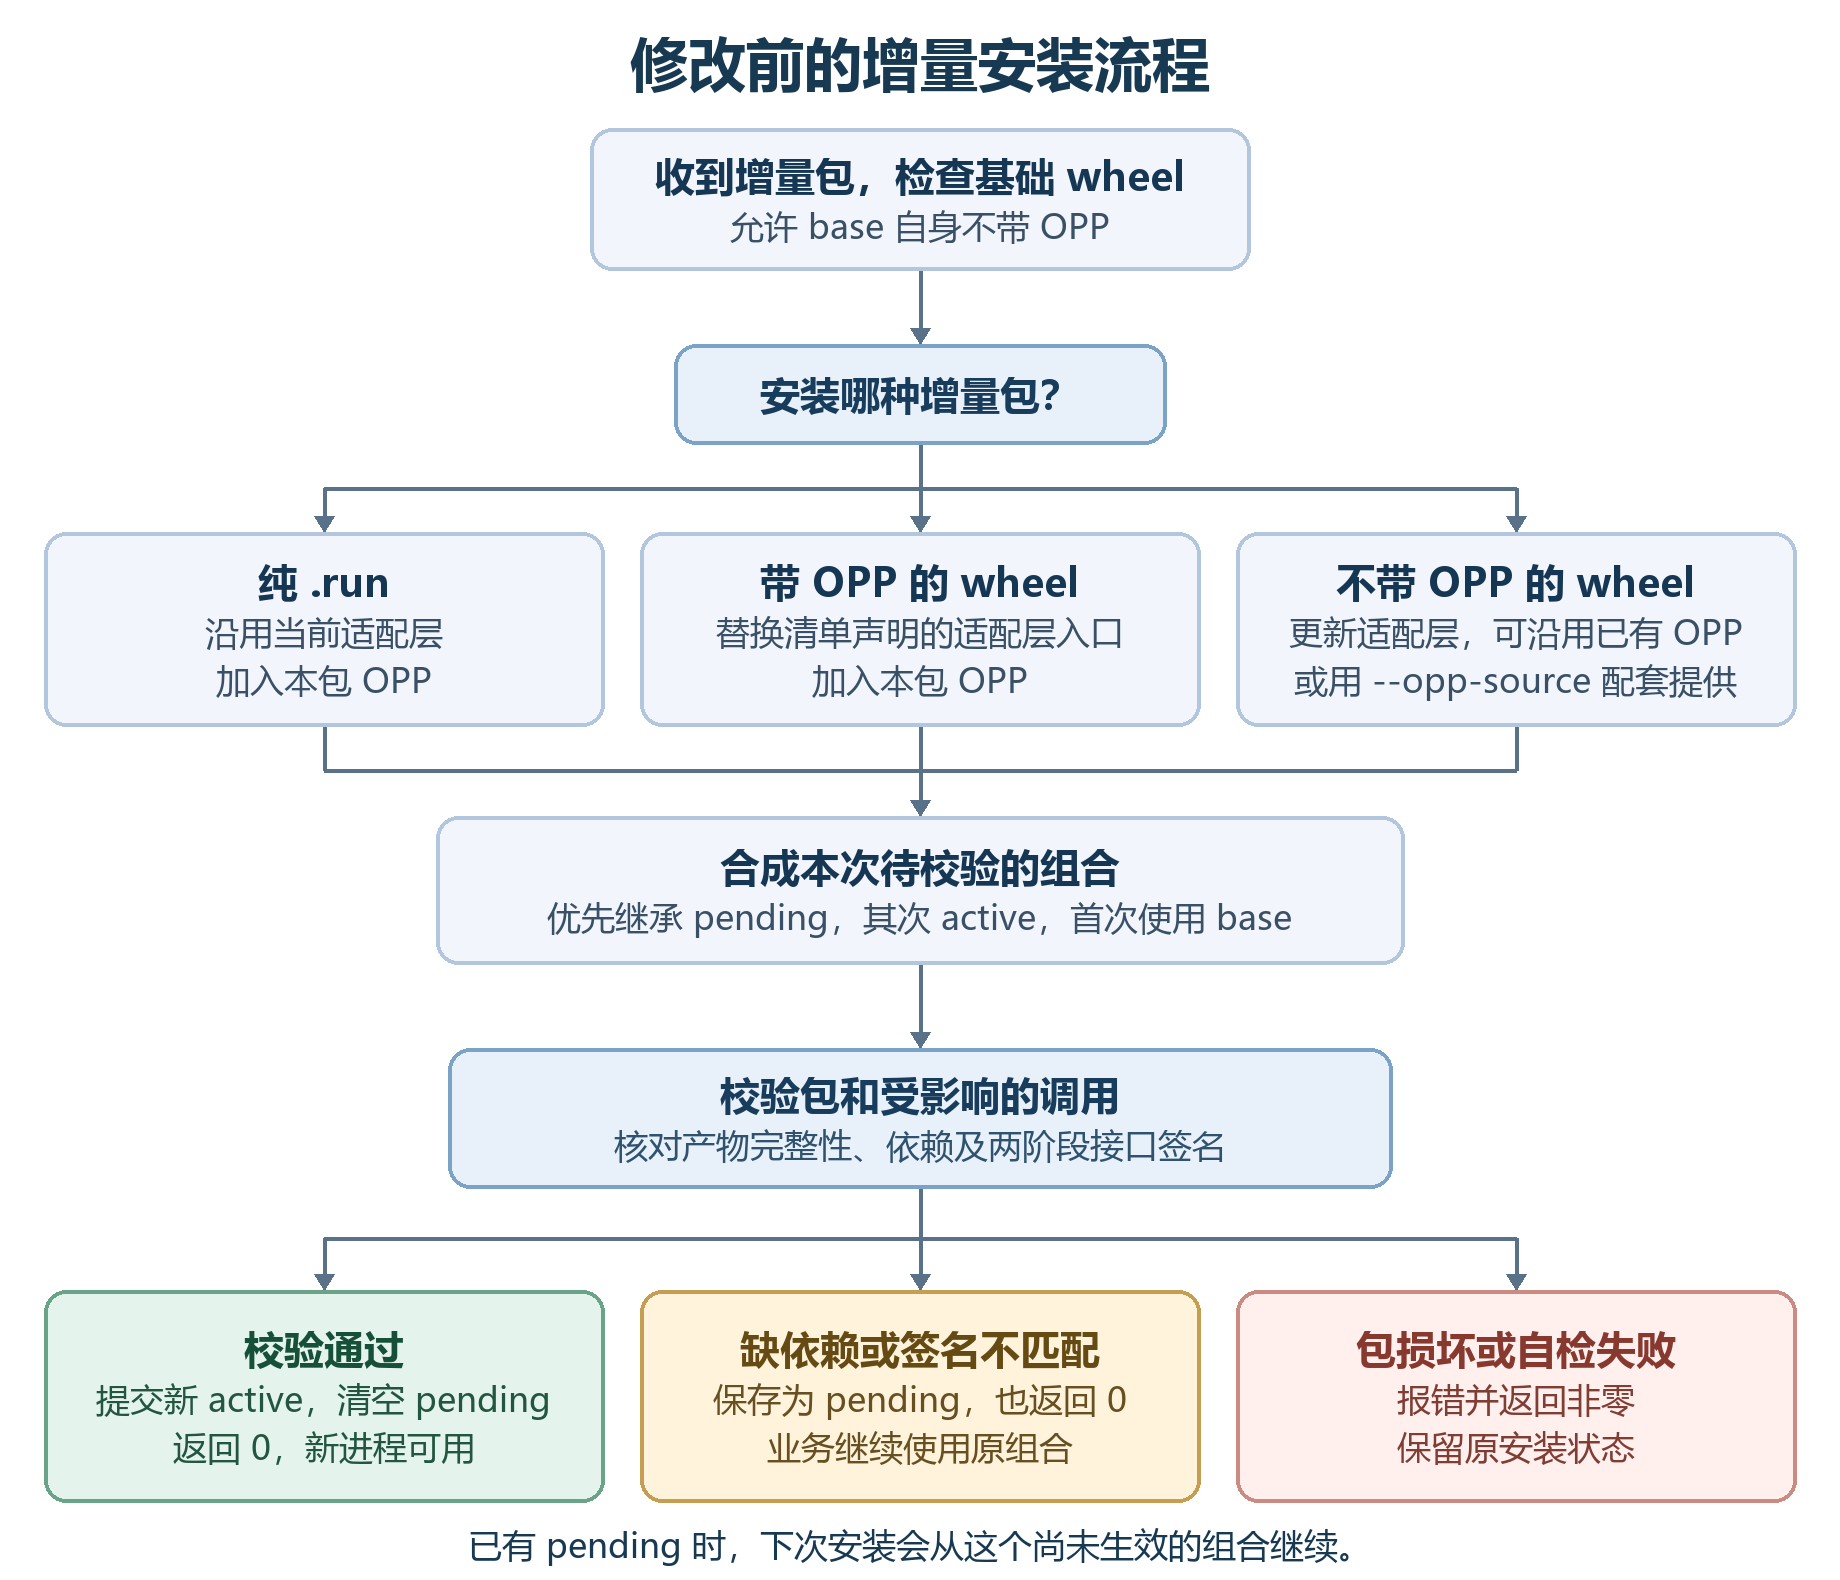 修改前的增量安装流程
收到增量包，检查基础 wheel
允许 base 自身不带 OPP
安装哪种增量包？
纯 .run
沿用当前适配层
加入本包 OPP
带 OPP 的 wheel
替换清单声明的适配层入口
加入本包 OPP
不带 OPP 的 wheel
更新适配层，可沿用已有 OPP
或用 --opp-source 配套提供
合成本次待校验的组合
优先继承 pending，其次 active，首次使用 base
校验包和受影响的调用
核对产物完整性、依赖及两阶段接口签名
校验通过
提交新 active，清空 pending
返回 0，新进程可用
缺依赖或签名不匹配
保存为 pending，也返回 0
业务继续使用原组合
包损坏或自检失败
报错并返回非零
保留原安装状态
已有 pending 时，下次安装会从这个尚未生效的组合继续。